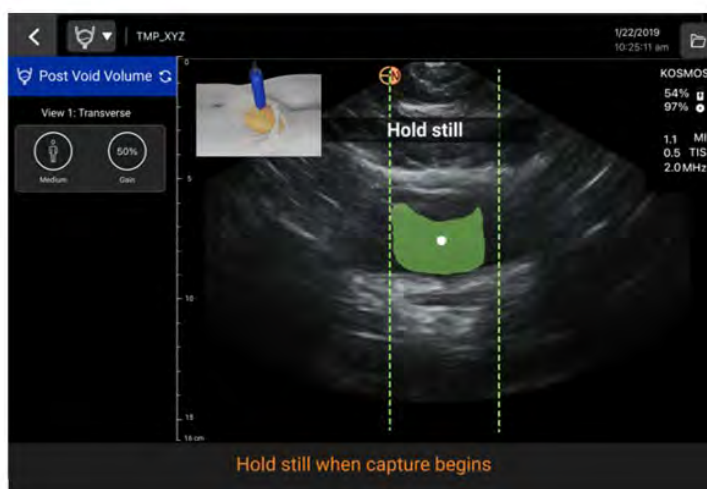 TMP_XYZ
1/22/2019
10:25:11 am
Post Void Volume
KOSMOS
54%
97%
View 1: Transverse
Hold still
50%
Medium
Gain
1.1 MI
0.5 TIS
2.0MHz
0
5
10
15
16 cm
Hold still when capture begins